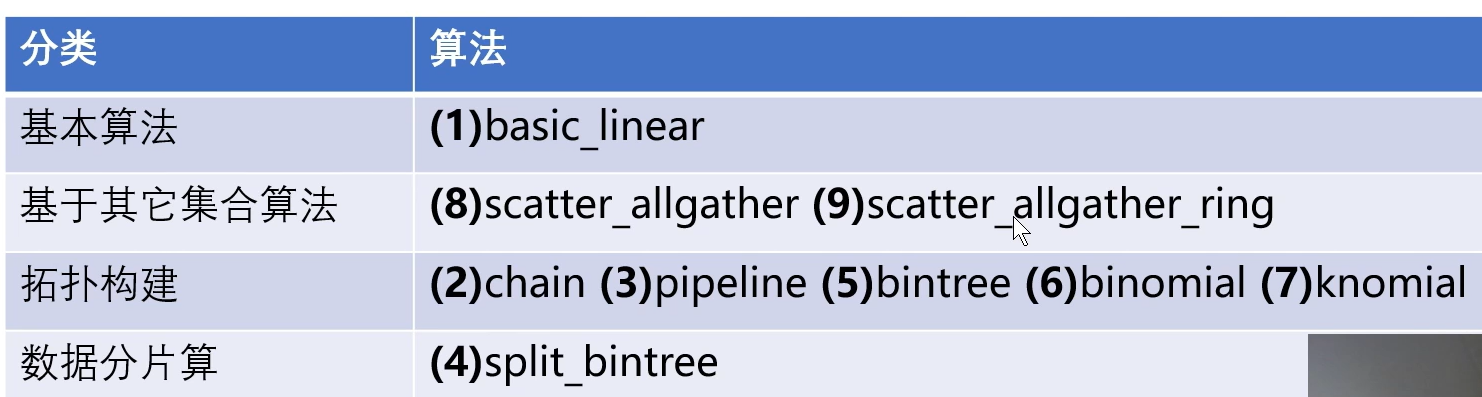 分类 算法
基本算法 (1)basic_linear
基于其它集合算法 (8)scatter_allgather (9)scatter_allgather_ring
拓扑构建 (2)chain (3)pipeline (5)bintree (6)binomial (7)knomial
数据分片算 (4)split_bintree